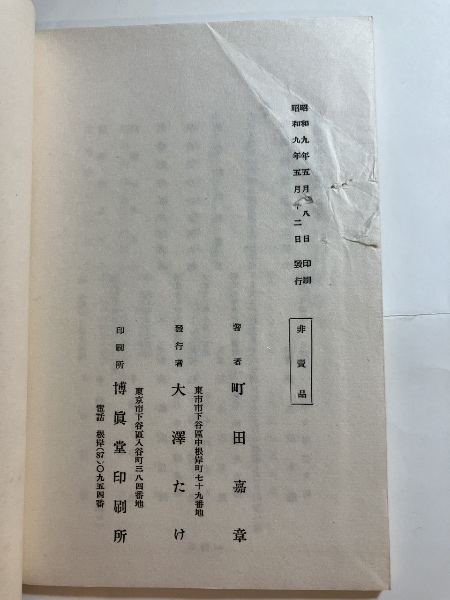 昭和九年五月八日 印刷
昭和九年五月十二日 發行
非賣品
著者 町田嘉章
東市市下谷區中根岸町七十九番地
發行者 大澤たけ
東京市下谷區入谷町三八四番地
印刷所 博眞堂印刷所
電話 根岸(87)〇九五四番